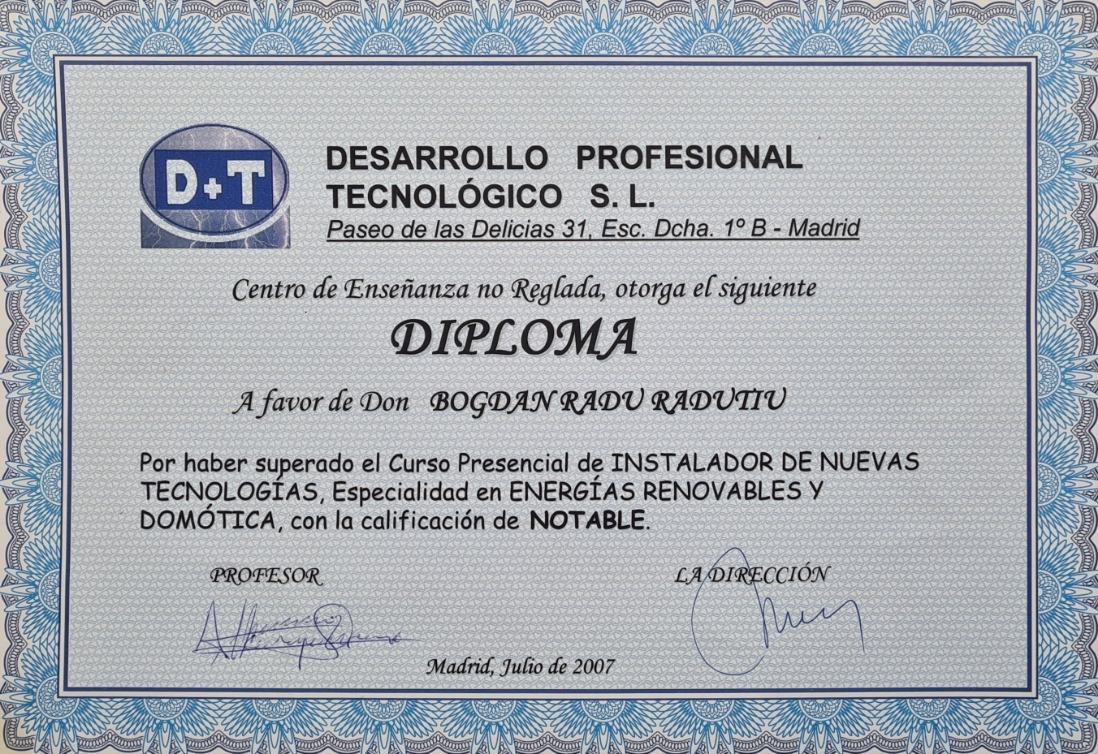 D+T
DESARROLLO PROFESIONAL
TECNOLÓGICO S. L.
Paseo de las Delicias 31, Esc. Dcha. 1º B - Madrid
Centro de Enseñanza no Reglada, otorga el siguiente
DIPLOMA
A favor de Don BOGDAN RADU RADUTIU
Por haber superado el Curso Presencial de INSTALADOR DE NUEVAS
TECNOLOGÍAS, Especialidad en ENERGÍAS RENOVABLES Y
DOMÓTICA, con la calificación de NOTABLE.
PROFESOR
LA DIRECCIÓN
Madrid, Julio de 2007